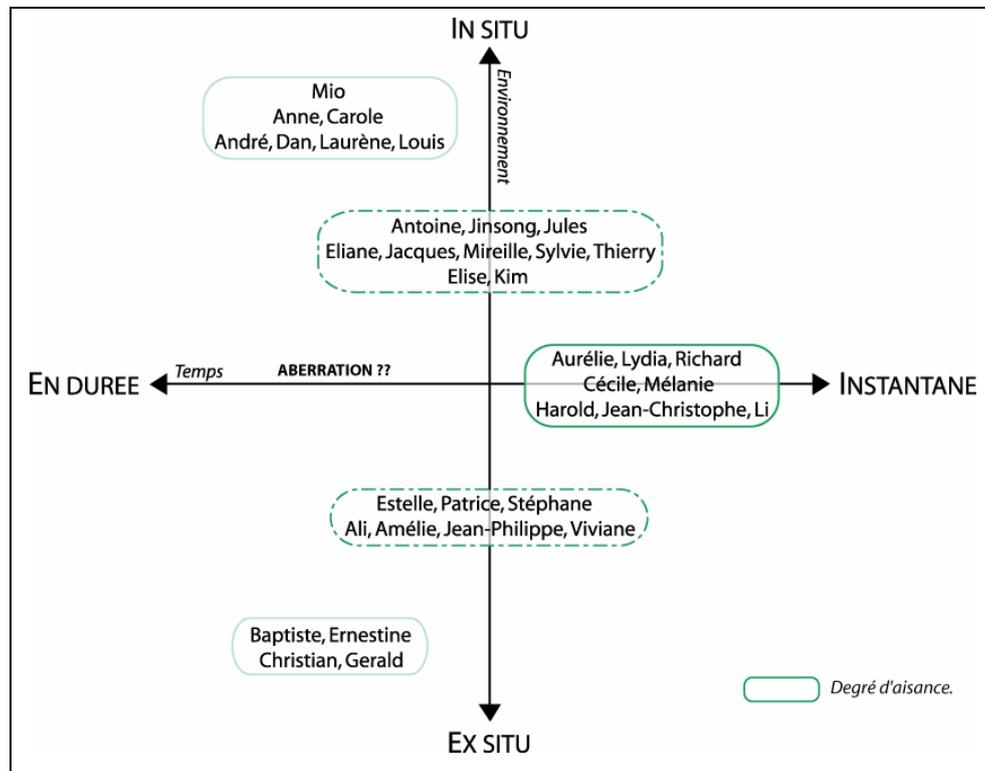 IN SITU
Environnement
Mio
Anne, Carole
André, Dan, Laurène, Louis
Antoine, Jinsong, Jules
Eliane, Jacques, Mireille, Sylvie, Thierry
Elise, Kim
EN DUREE
Temps
ABERRATION ??
Aurélie, Lydia, Richard
Cécile, Mélanie
Harold, Jean-Christophe, Li
INSTANTANE
Estelle, Patrice, Stéphane
Ali, Amélie, Jean-Philippe, Viviane
Baptiste, Ernestine
Christian, Gerald
Degré d'aisance.
EX SITU